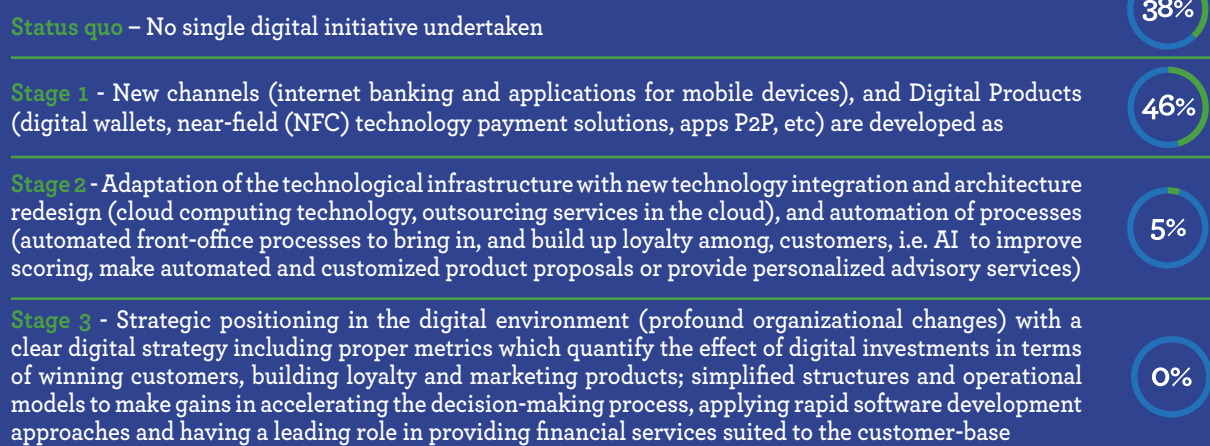 Status quo – No single digital initiative undertaken
38%
Stage 1 - New channels (internet banking and applications for mobile devices), and Digital Products
(digital wallets, near-field (NFC) technology payment solutions, apps P2P, etc) are developed as
46%
Stage 2 - Adaptation of the technological infrastructure with new technology integration and architecture
redesign (cloud computing technology, outsourcing services in the cloud), and automation of processes
(automated front-office processes to bring in, and build up loyalty among, customers, i.e. AI to improve
scoring, make automated and customized product proposals or provide personalized advisory services)
5%
Stage 3 - Strategic positioning in the digital environment (profound organizational changes) with a
clear digital strategy including proper metrics which quantify the effect of digital investments in terms
of winning customers, building loyalty and marketing products; simplified structures and operational
models to make gains in accelerating the decision-making process, applying rapid software development
approaches and having a leading role in providing financial services suited to the customer-base
0%